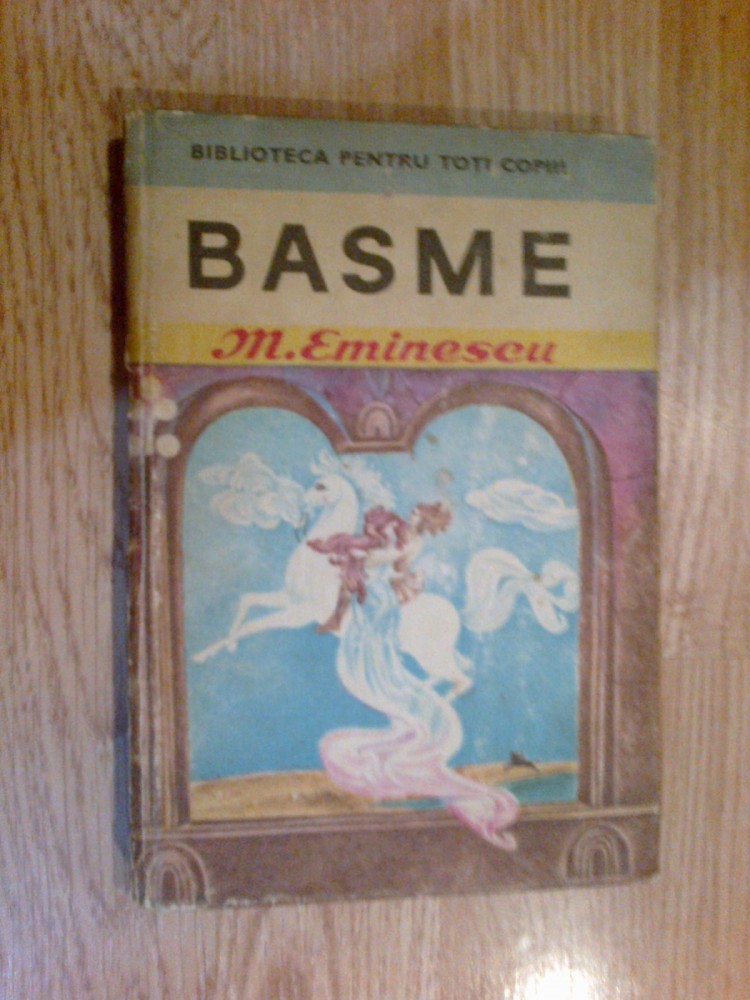 BIBLIOTECA PENTRU TOȚI COPIII
BASME
M. Eminescu